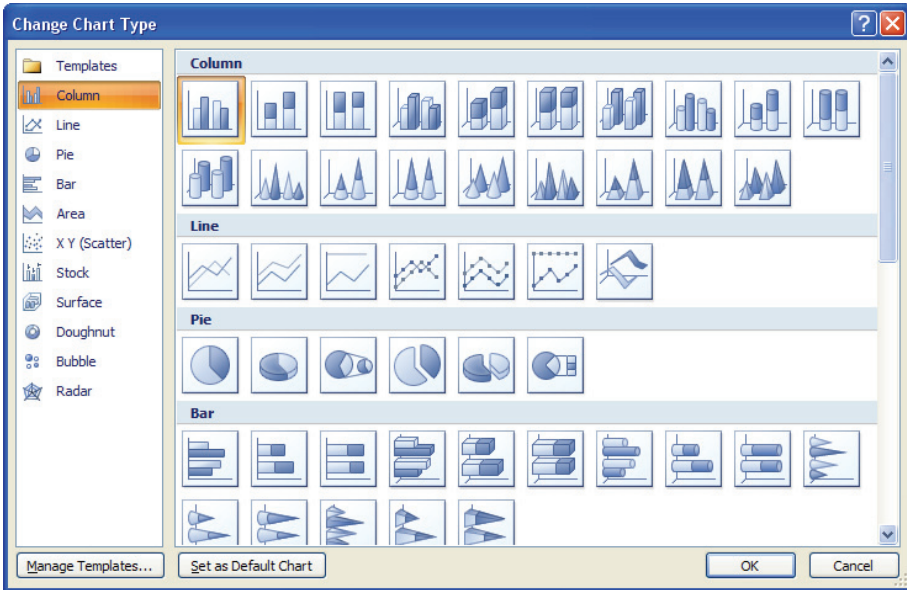 Change Chart Type
Templates
Column
Line
Pie
Bar
Area
X Y (Scatter)
Stock
Surface
Doughnut
Bubble
Radar
Column
Line
Pie
Bar
Manage Templates...
Set as Default Chart
OK
Cancel